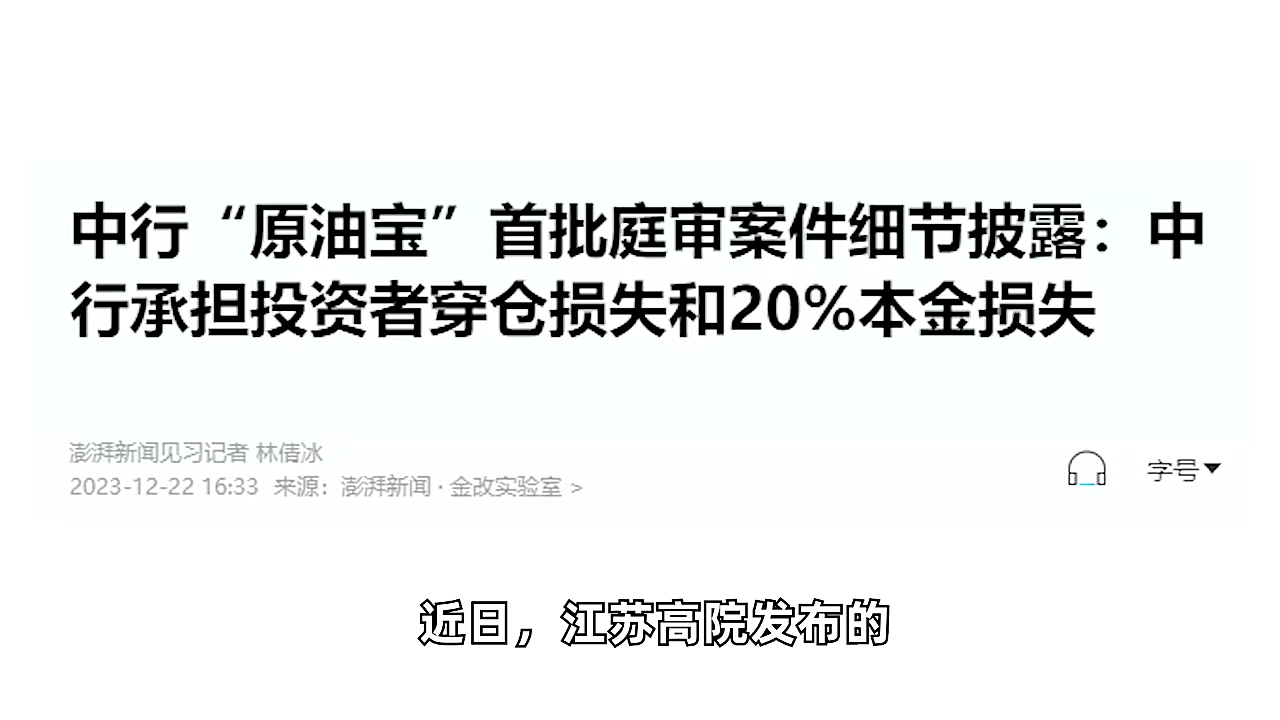 中行“原油宝”首批庭审案件细节披露：中
行承担投资者穿仓损失和20%本金损失
澎湃新闻见习记者 林倩冰
2023-12-22 16:33 来源：澎湃新闻·金改实验室 >
字号
近日，江苏高院发布的